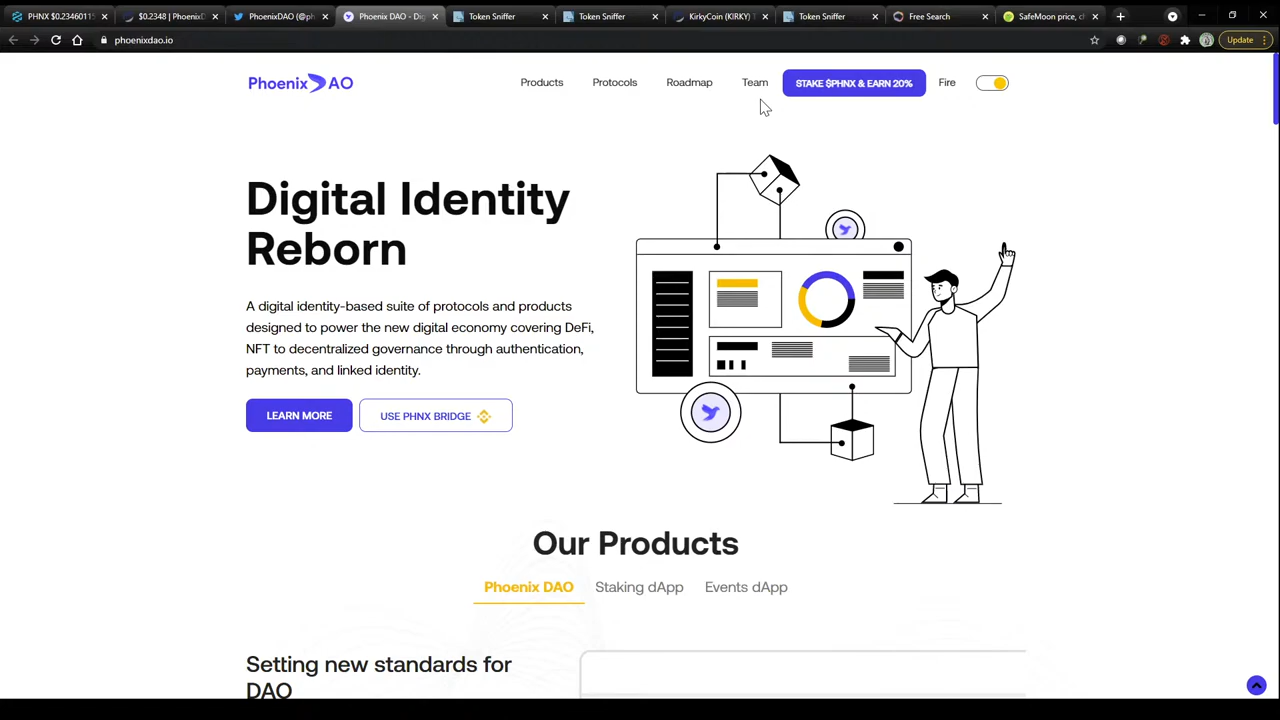 PHNX $0.23460115
$0.2348 | PhoenixD
PhoenixDAO (@ph
Phoenix DAO - Dig
Token Sniffer
Token Sniffer
KirkyCoin (KIRKY)
Token Sniffer
Free Search
SafeMoon price, c
phoenixdao.io
Update
Phoenix AO
Products
Protocols
Roadmap
Team
STAKE $PHNX & EARN 20%
Fire
Digital Identity
Reborn
A digital identity-based suite of protocols and products
designed to power the new digital economy covering DeFi,
NFT to decentralized governance through authentication,
payments, and linked identity.
LEARN MORE
USE PHNX BRIDGE
Our Products
Phoenix DAO
Staking dApp
Events dApp
Setting new standards for
DAO